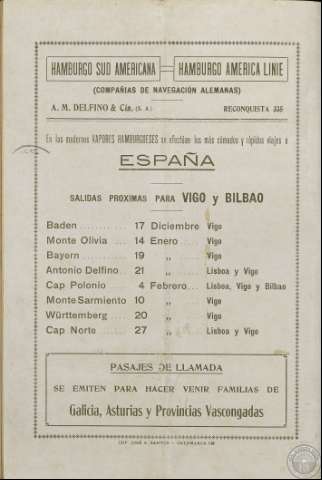 HAMBURGO SUD AMERICANA — HAMBURGO AMERICA LINIE
(COMPAÑIAS DE NAVEGACIÓN ALEMANAS)
A. M. DELFINO & Cía. (S. A.) RECONQUISTA 335
En los modernos VAPORES HAMBURGUESES se efectúan los más cómodos y rápidos viajes a
ESPAÑA
SALIDAS PROXIMAS PARA VIGO y BILBAO
Baden ........... 17 Diciembre Vigo
Monte Olivia .... 14 Enero .... Vigo
Bayern .......... 19 „ ..... Vigo
Antonio Delfino. 21 „ ..... Lisboa y Vigo
Cap Polonio ..... 4 Febrero... Lisboa, Vigo y Bilbao
Monte Sarmiento 10 „ ..... Vigo
Württemberg .... 20 „ ..... Vigo
Cap Norte ....... 27 „ ..... Lisboa y Vigo
PASAJES DE LLAMADA
SE EMITEN PARA HACER VENIR FAMILIAS DE
Galicia, Asturias y Provincias Vascongadas